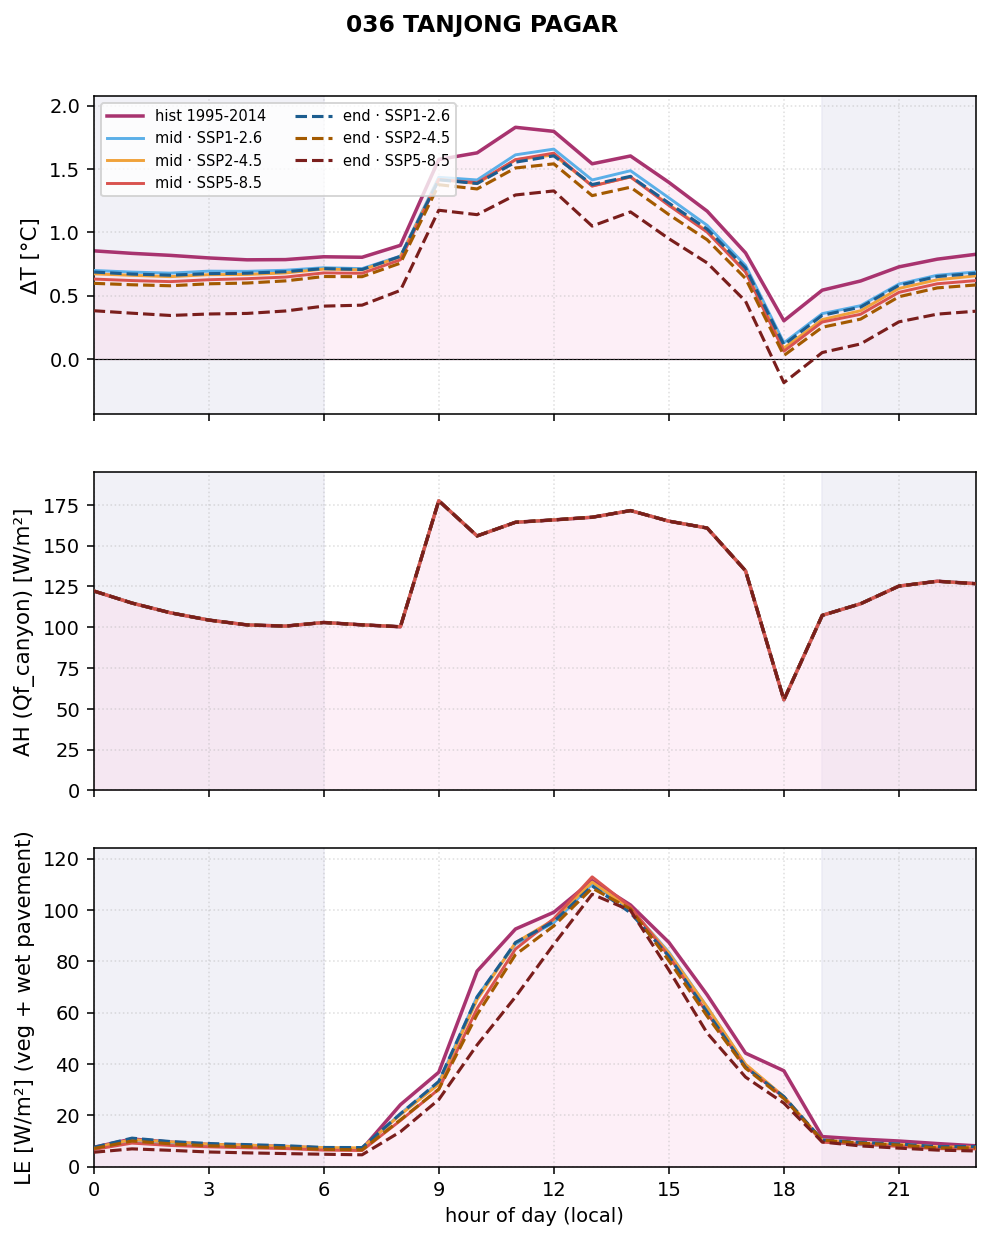 036 TANJONG PAGAR
hist 1995-2014
mid · SSP1-2.6
mid · SSP2-4.5
mid · SSP5-8.5
end · SSP1-2.6
end · SSP2-4.5
end · SSP5-8.5
ΔT [°C]
2.0
1.5
1.0
0.5
0.0
AH (Qf_canyon) [W/m²]
175
150
125
100
75
50
25
0
LE [W/m²] (veg + wet pavement)
120
100
80
60
40
20
0
0 3 6 9 12 15 18 21
hour of day (local)